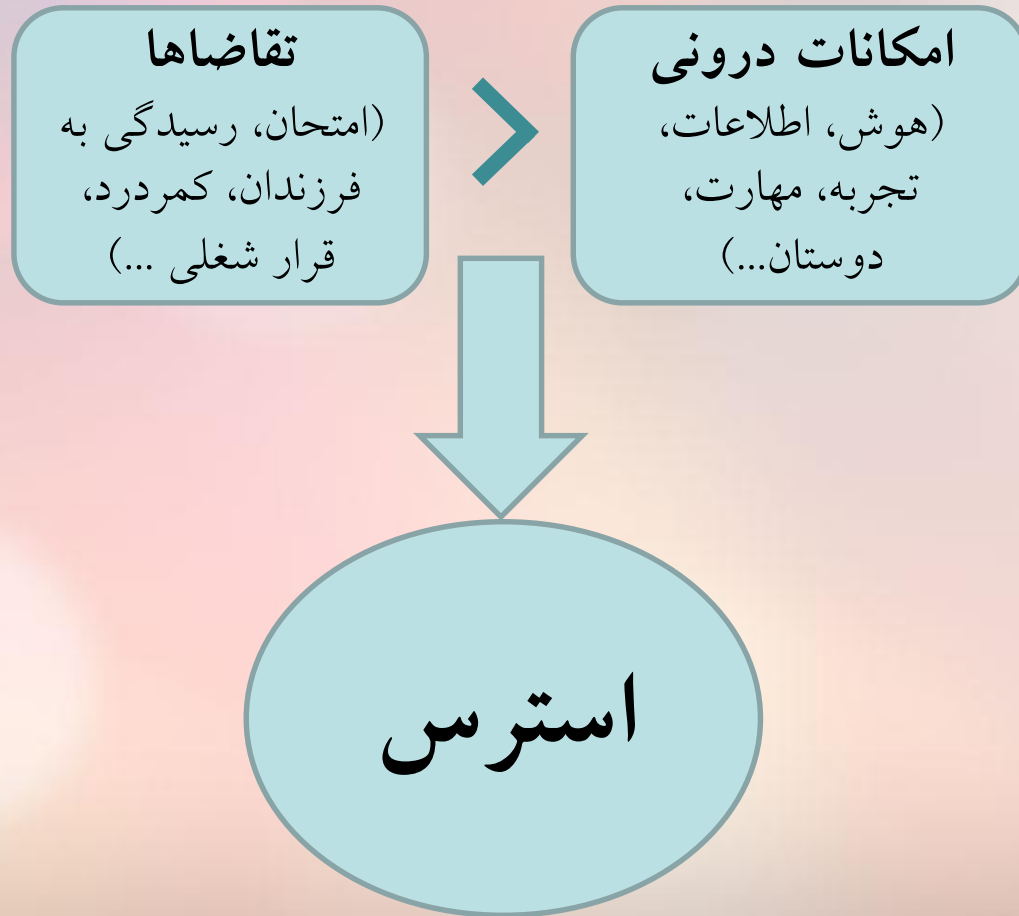 امکانات درونی
(هوش، اطلاعات،
تجربه، مهارت،
دوستان...)
>
تقاضاها
(امتحان، رسیدگی به
فرزندان، کمردرد،
قرار شغلی ...)
استرس